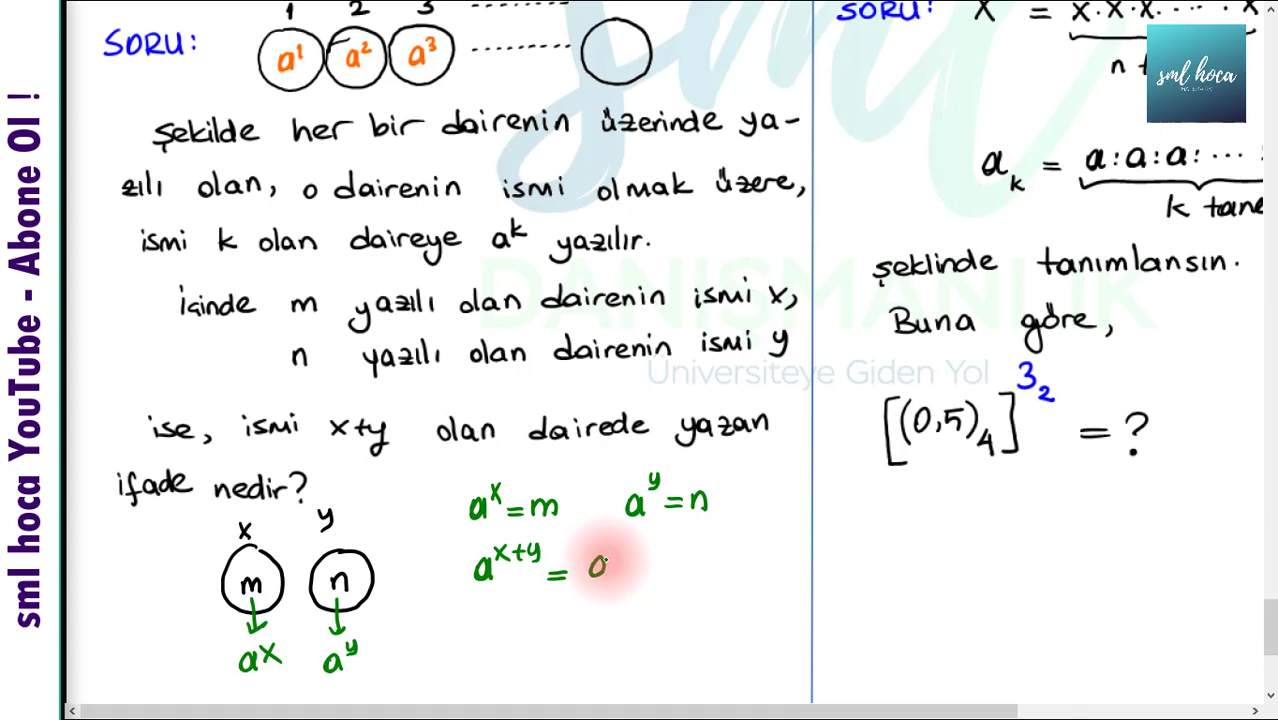 sml hoca YouTube - Abone Ol !
SORU:
1 2 3
a¹ a² a³
şekilde her bir dairenin üzerinde ya-
zılı olan, o dairenin ismi olmak üzere,
ismi k olan daireye aᵏ yazılır.
İçinde m yazılı olan dairenin ismi x,
n yazılı olan dairenin ismi y
ise, ismi x+y olan dairede yazan
ifade nedir?
x y
m n
aˣ aʸ
aˣ = m aʸ = n
aˣ⁺ʸ =
SORU: x = x.x.x. ..... x
n
sml hoca
aₖ = a:a:a: ... :
k tane
şeklinde tanımlansın.
Buna göre,
[(0,5)₄]^(3₂) = ?
DANIŞMANLIK
Üniversiteye Giden Yol